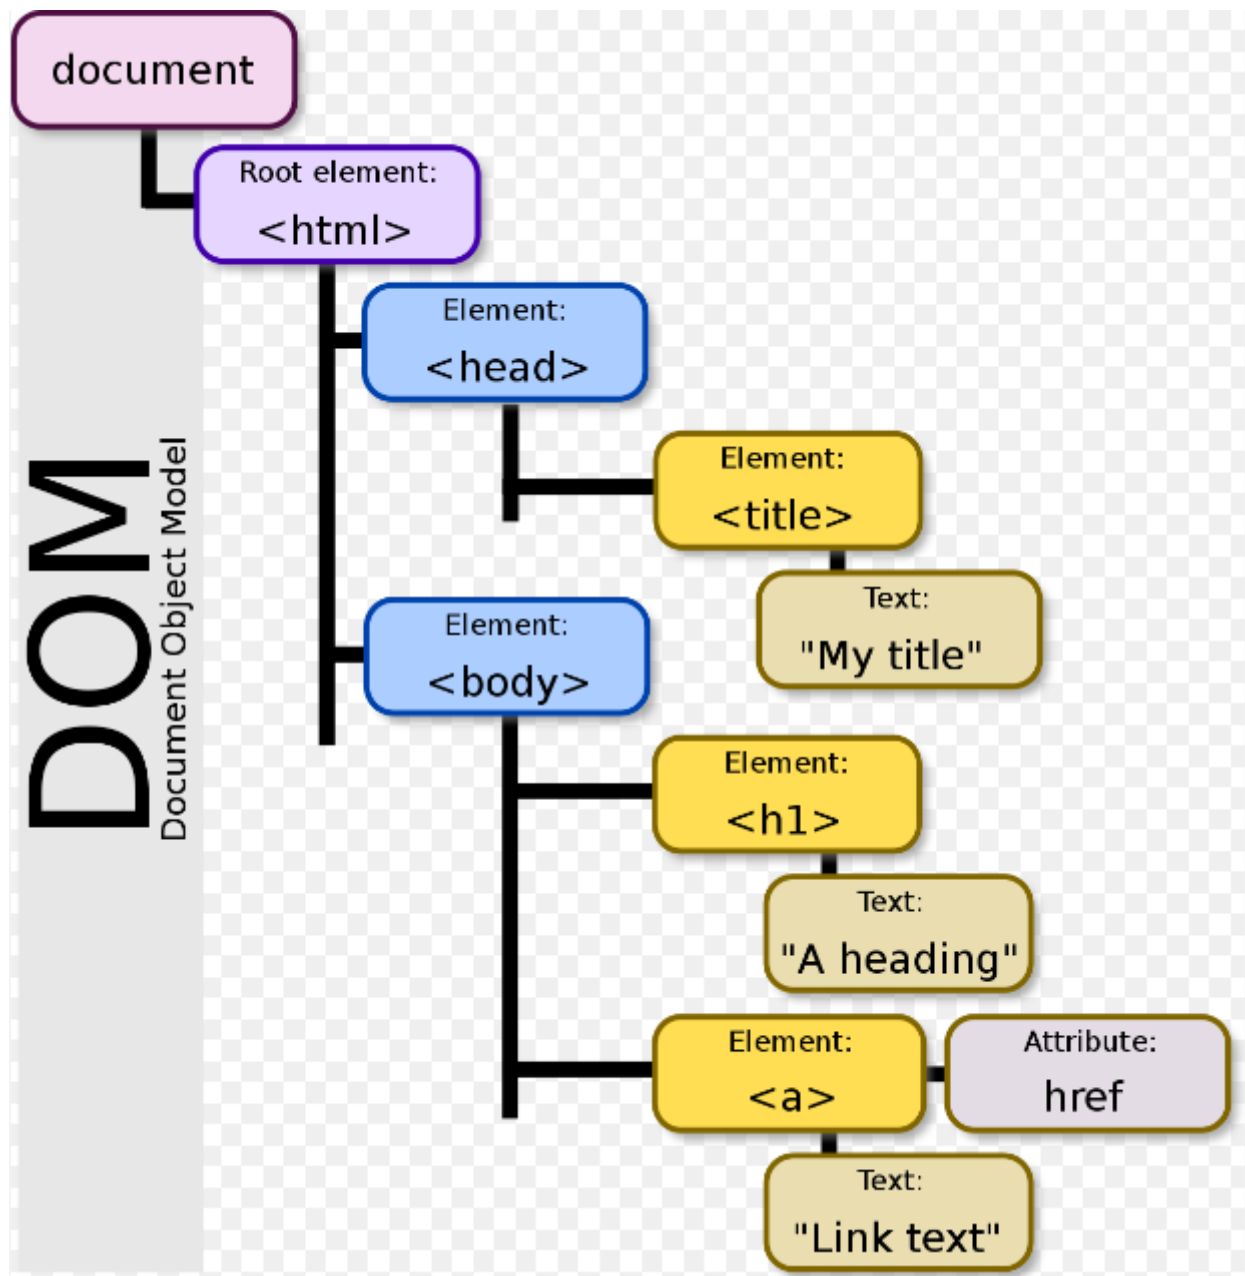 document
Root element:
<html>
Element:
<head>
Element:
<title>
Text:
"My title"
Element:
<body>
Element:
<h1>
Text:
"A heading"
Element:
<a>
Attribute:
href
Text:
"Link text"
DOM
Document Object Model